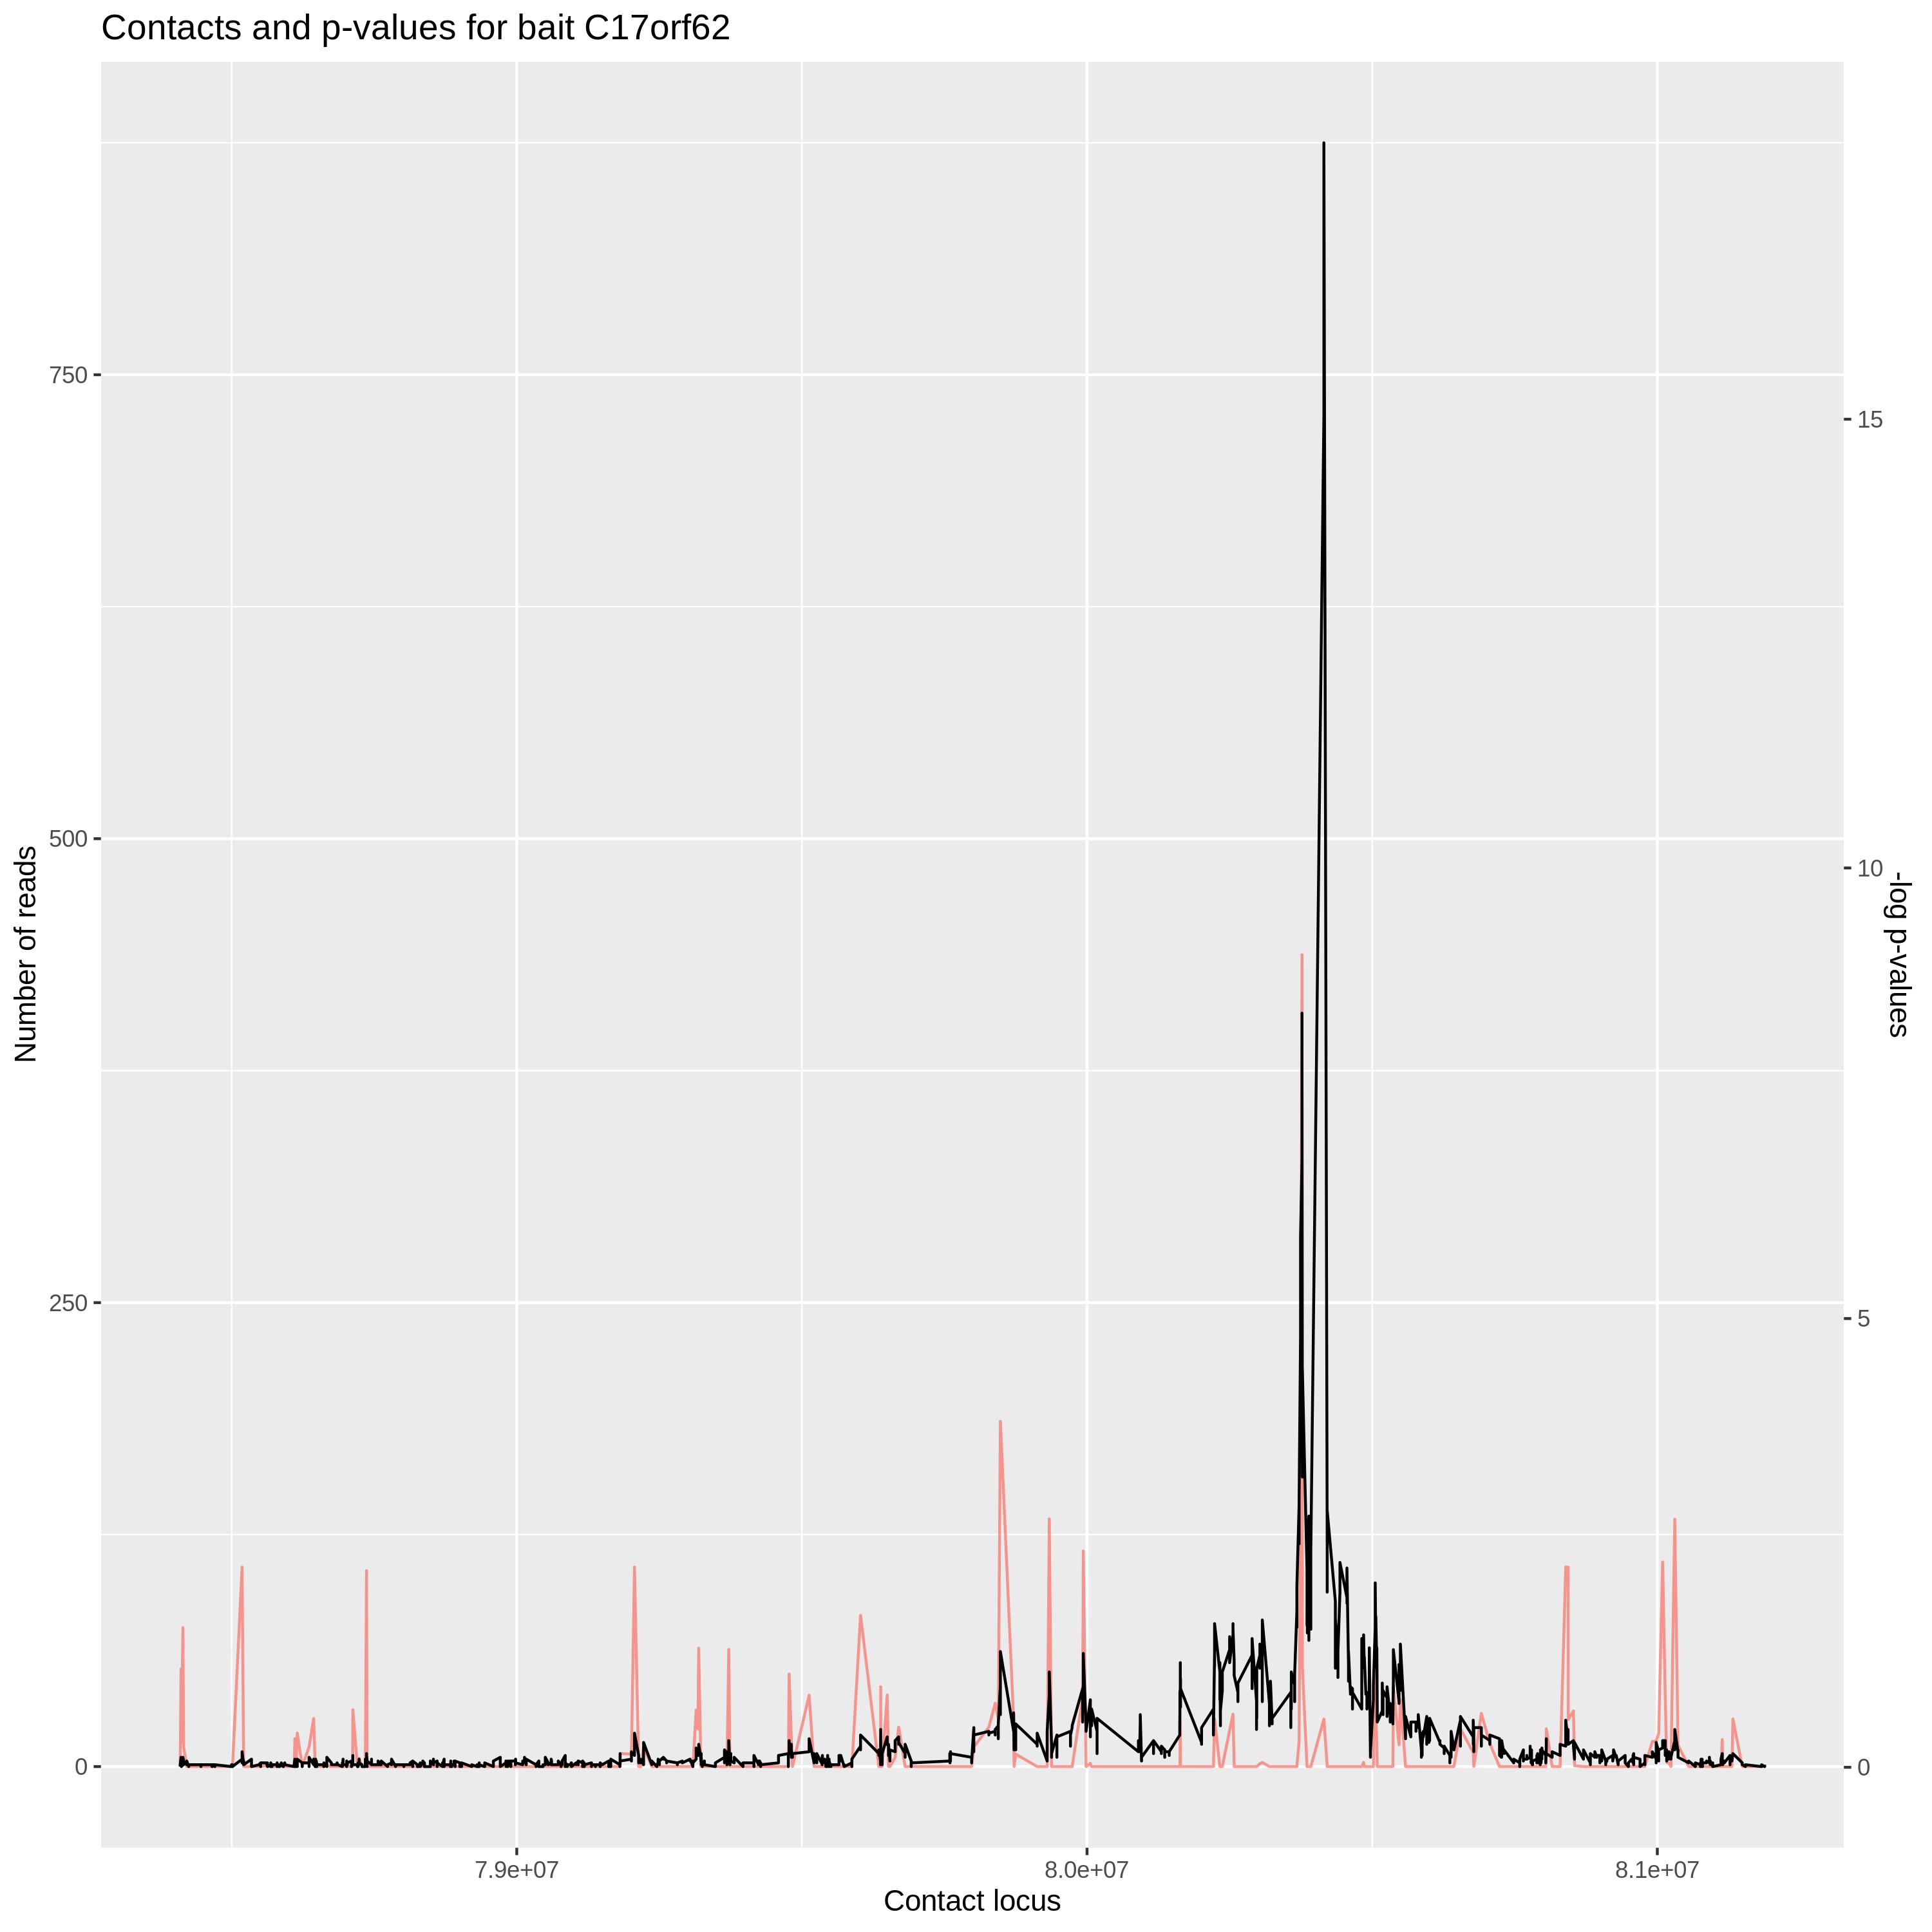 Contacts and p-values for bait C17orf62
750
500
250
0
15
10
5
0
Number of reads
-log p-values
7.9e+07
8.0e+07
8.1e+07
Contact locus